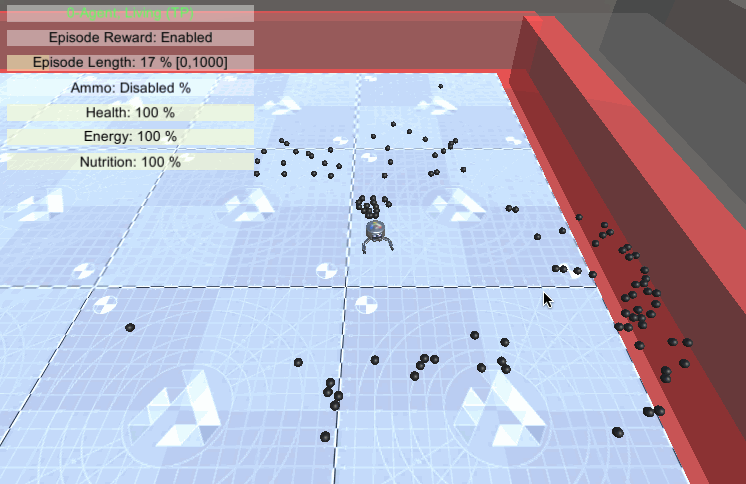 0-Agent: Living (TP)
Episode Reward: Enabled
Episode Length: 17 % [0,1000]
Ammo: Disabled %
Health: 100 %
Energy: 100 %
Nutrition: 100 %